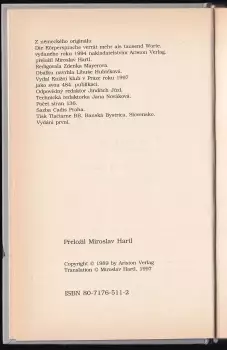 Z německého originálu
Die Körpersprache verrät mehr als tausend Worte,
vydaného roku 1994 nakladatelstvím Ariston Verlag,
přeložil Miroslav Hartl.
Redigovala Zdenka Mayerová.
Obálku navrhla Libuše
Vydal Knižní klub v Praze roku 1997
jako svou 484. publikaci.
Odpovědný redaktor Jindřich Jůzl.
Technická redaktorka Jana Nováková.
Počet stran 136.
Sazba Cadis Praha.
Tisk Tlačiarne BB, Banská Bystrica, Slovensko.
Vydání první.
Přeložil Miroslav Hartl
Copyright © 1989 by Ariston Verlag
Translation © Miroslav Hartl, 1997
ISBN 80-7176-511-2